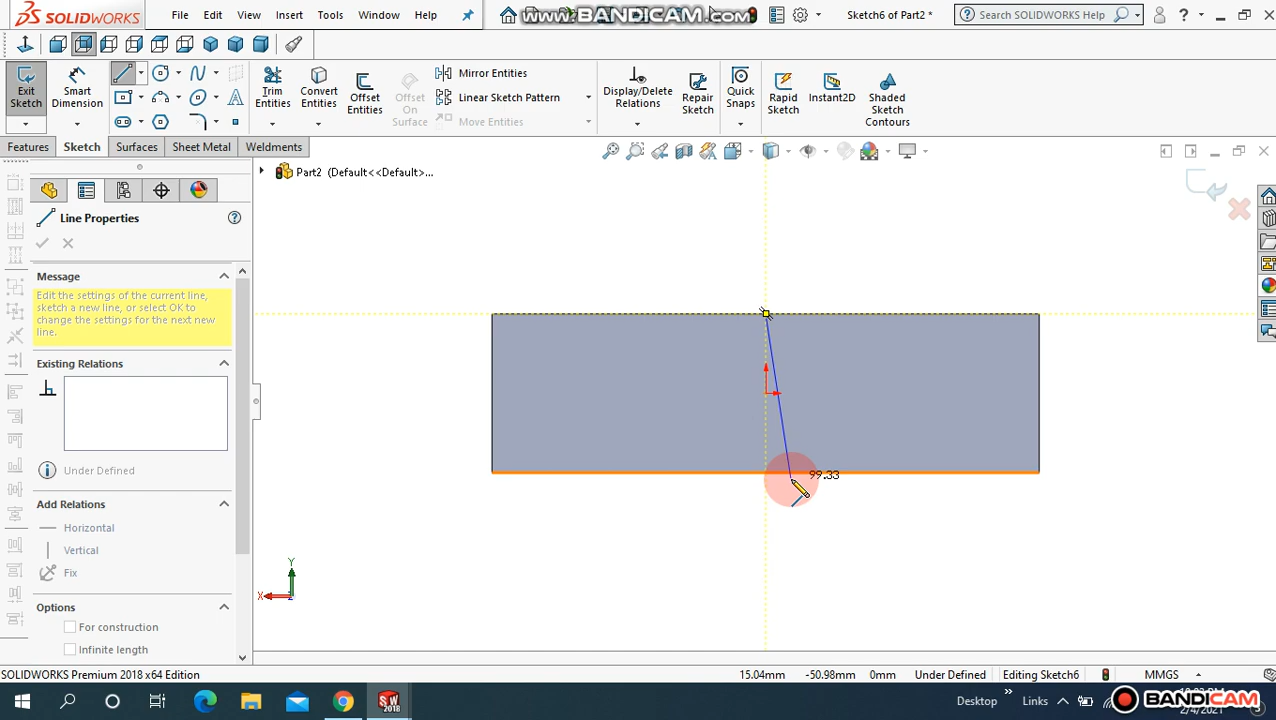 SOLIDWORKS File Edit View Insert Tools Window Help www.BANDICAM.com Sketch6 of Part2 * Search SOLIDWORKS Help ?
Exit Sketch
Smart Dimension
Trim Entities
Convert Entities
Offset Entities
Offset On Surface
Mirror Entities
Linear Sketch Pattern
Move Entities
Display/Delete Relations
Repair Sketch
Quick Snaps
Rapid Sketch
Instant2D
Shaded Sketch Contours
Features Sketch Surfaces Sheet Metal Weldments
Part2 (Default<<Default>...
Line Properties
Message
Edit the settings of the current line,
sketch a new line, or select OK to
change the settings for the next new
line.
Existing Relations
Under Defined
Add Relations
Horizontal
Vertical
Fix
Options
For construction
Infinite length
99.33
Y
X
SOLIDWORKS Premium 2018 x64 Edition 15.04mm -50.98mm 0mm Under Defined Editing Sketch6 MMGS
SW 2018
Desktop » Links
BANDICAM
2/4/2021